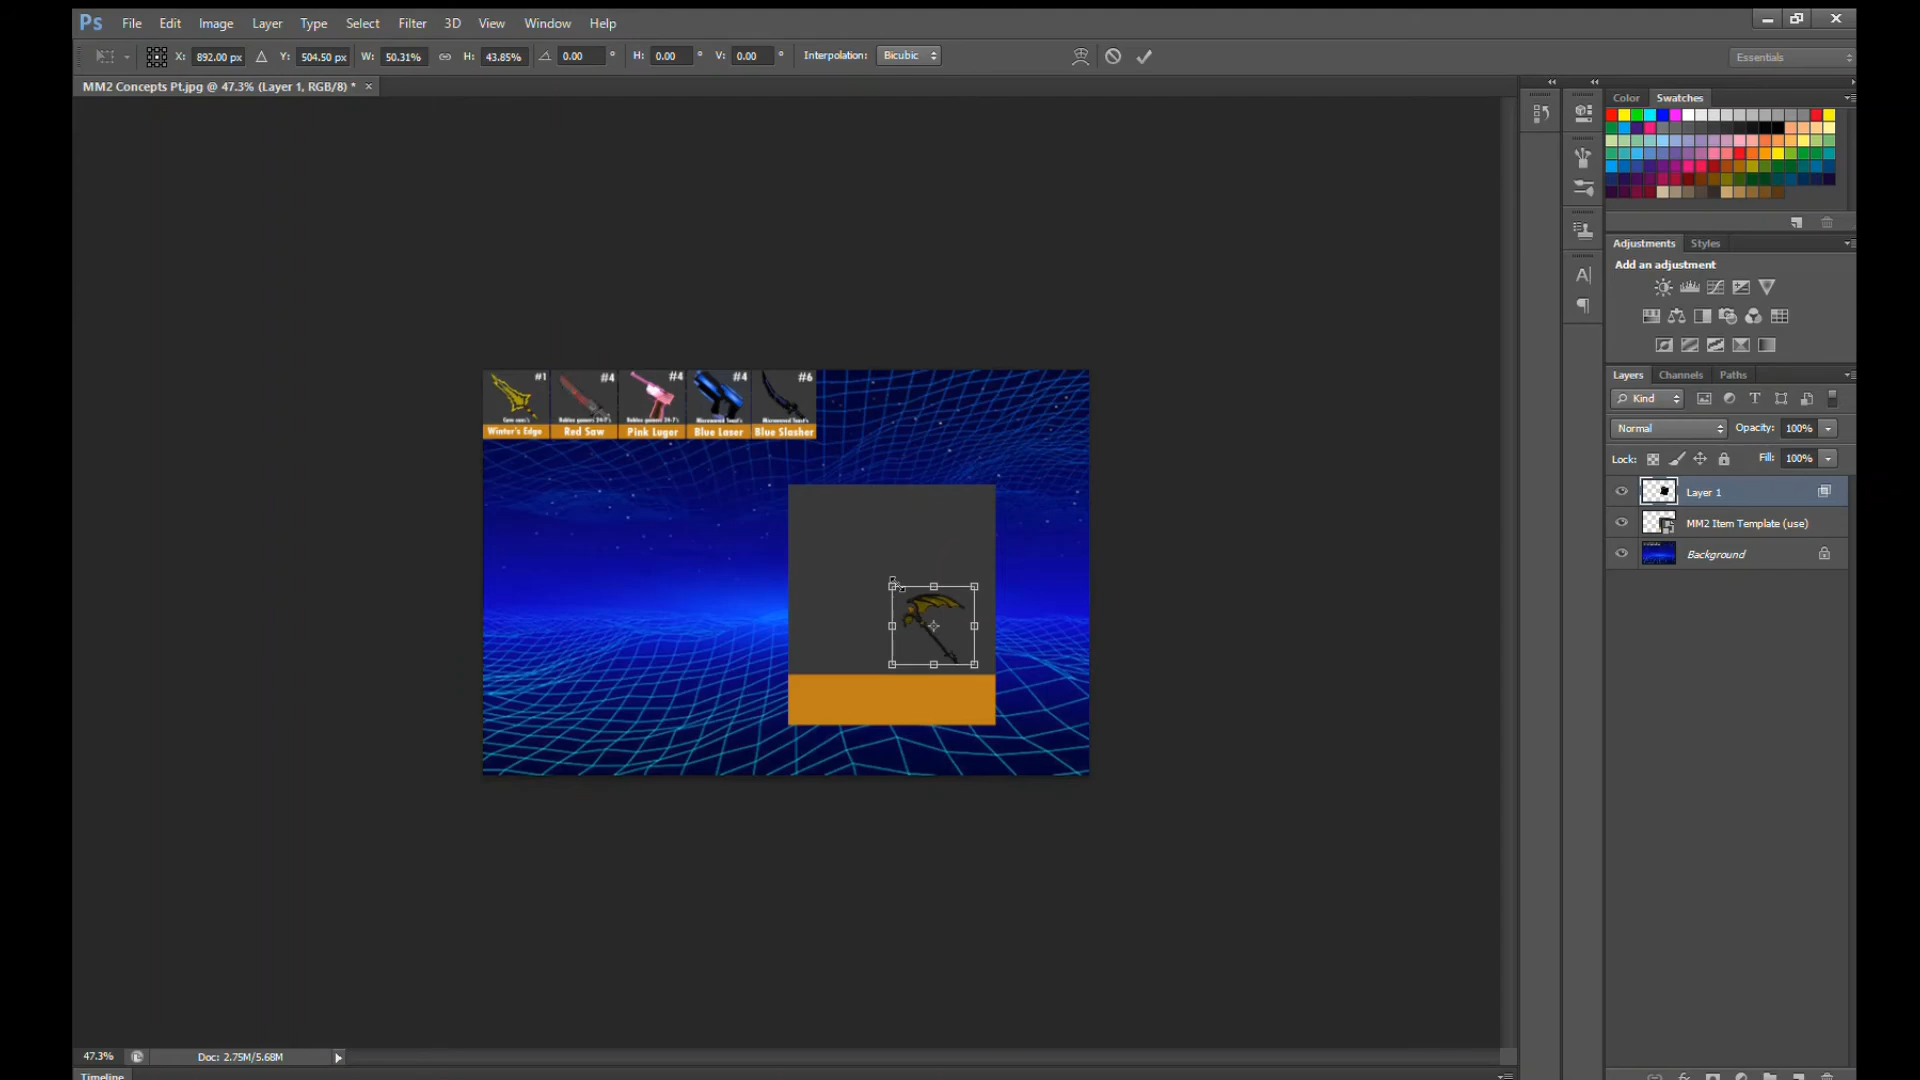 Ps File Edit Image Layer Type Select Filter 3D View Window Help
X: 892.00 px Y: 504.50 px W: 50.31% H: 43.85% 0.00 ° H: 0.00 ° V: 0.00 ° Interpolation: Bicubic Essentials
MM2 Concepts Pt.jpg @ 47.3% (Layer 1, RGB/8) * ×
Color Swatches
Adjustments Styles
Add an adjustment
Layers Channels Paths
Kind
Normal Opacity: 100%
Lock: Fill: 100%
Layer 1
MM2 Item Template (use)
Background
#1 #4 #4 #4 #6
Winter's Edge Red Saw Pink Luger Blue Laser Blue Slasher
47.3% Doc: 2.75M/5.68M
Timeline